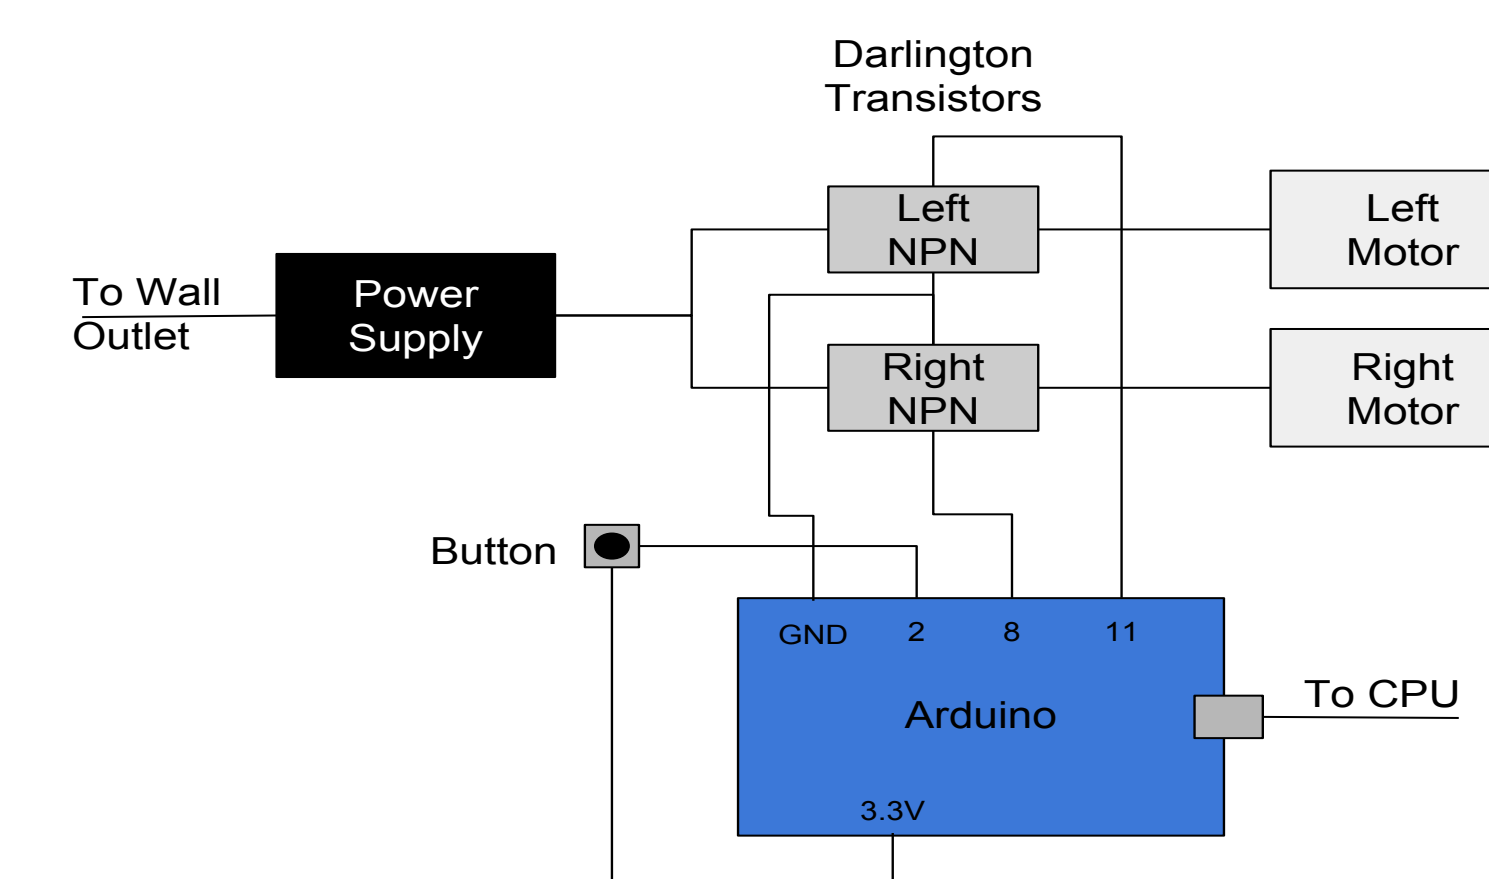 Darlington
Transistors
Left
NPN
Left
Motor
To Wall
Outlet
Power
Supply
Right
NPN
Right
Motor
Button
GND
2
8
11
To CPU
Arduino
3.3V